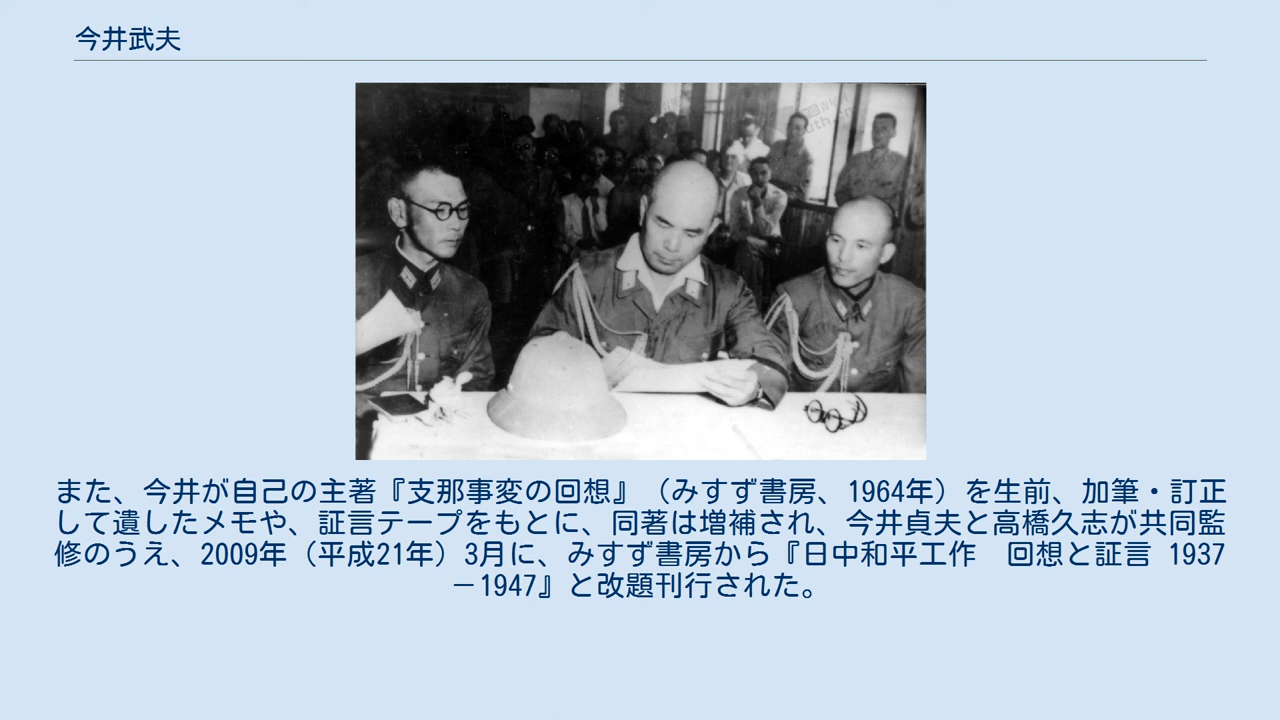 今井武夫
また、今井が自己の主著『支那事変の回想』（みすず書房、1964年）を生前、加筆・訂正
して遺したメモや、証言テープをもとに、同著は増補され、今井貞夫と高橋久志が共同監
修のうえ、2009年（平成21年）3月に、みすず書房から『日中和平工作　回想と証言 1937
－1947』と改題刊行された。